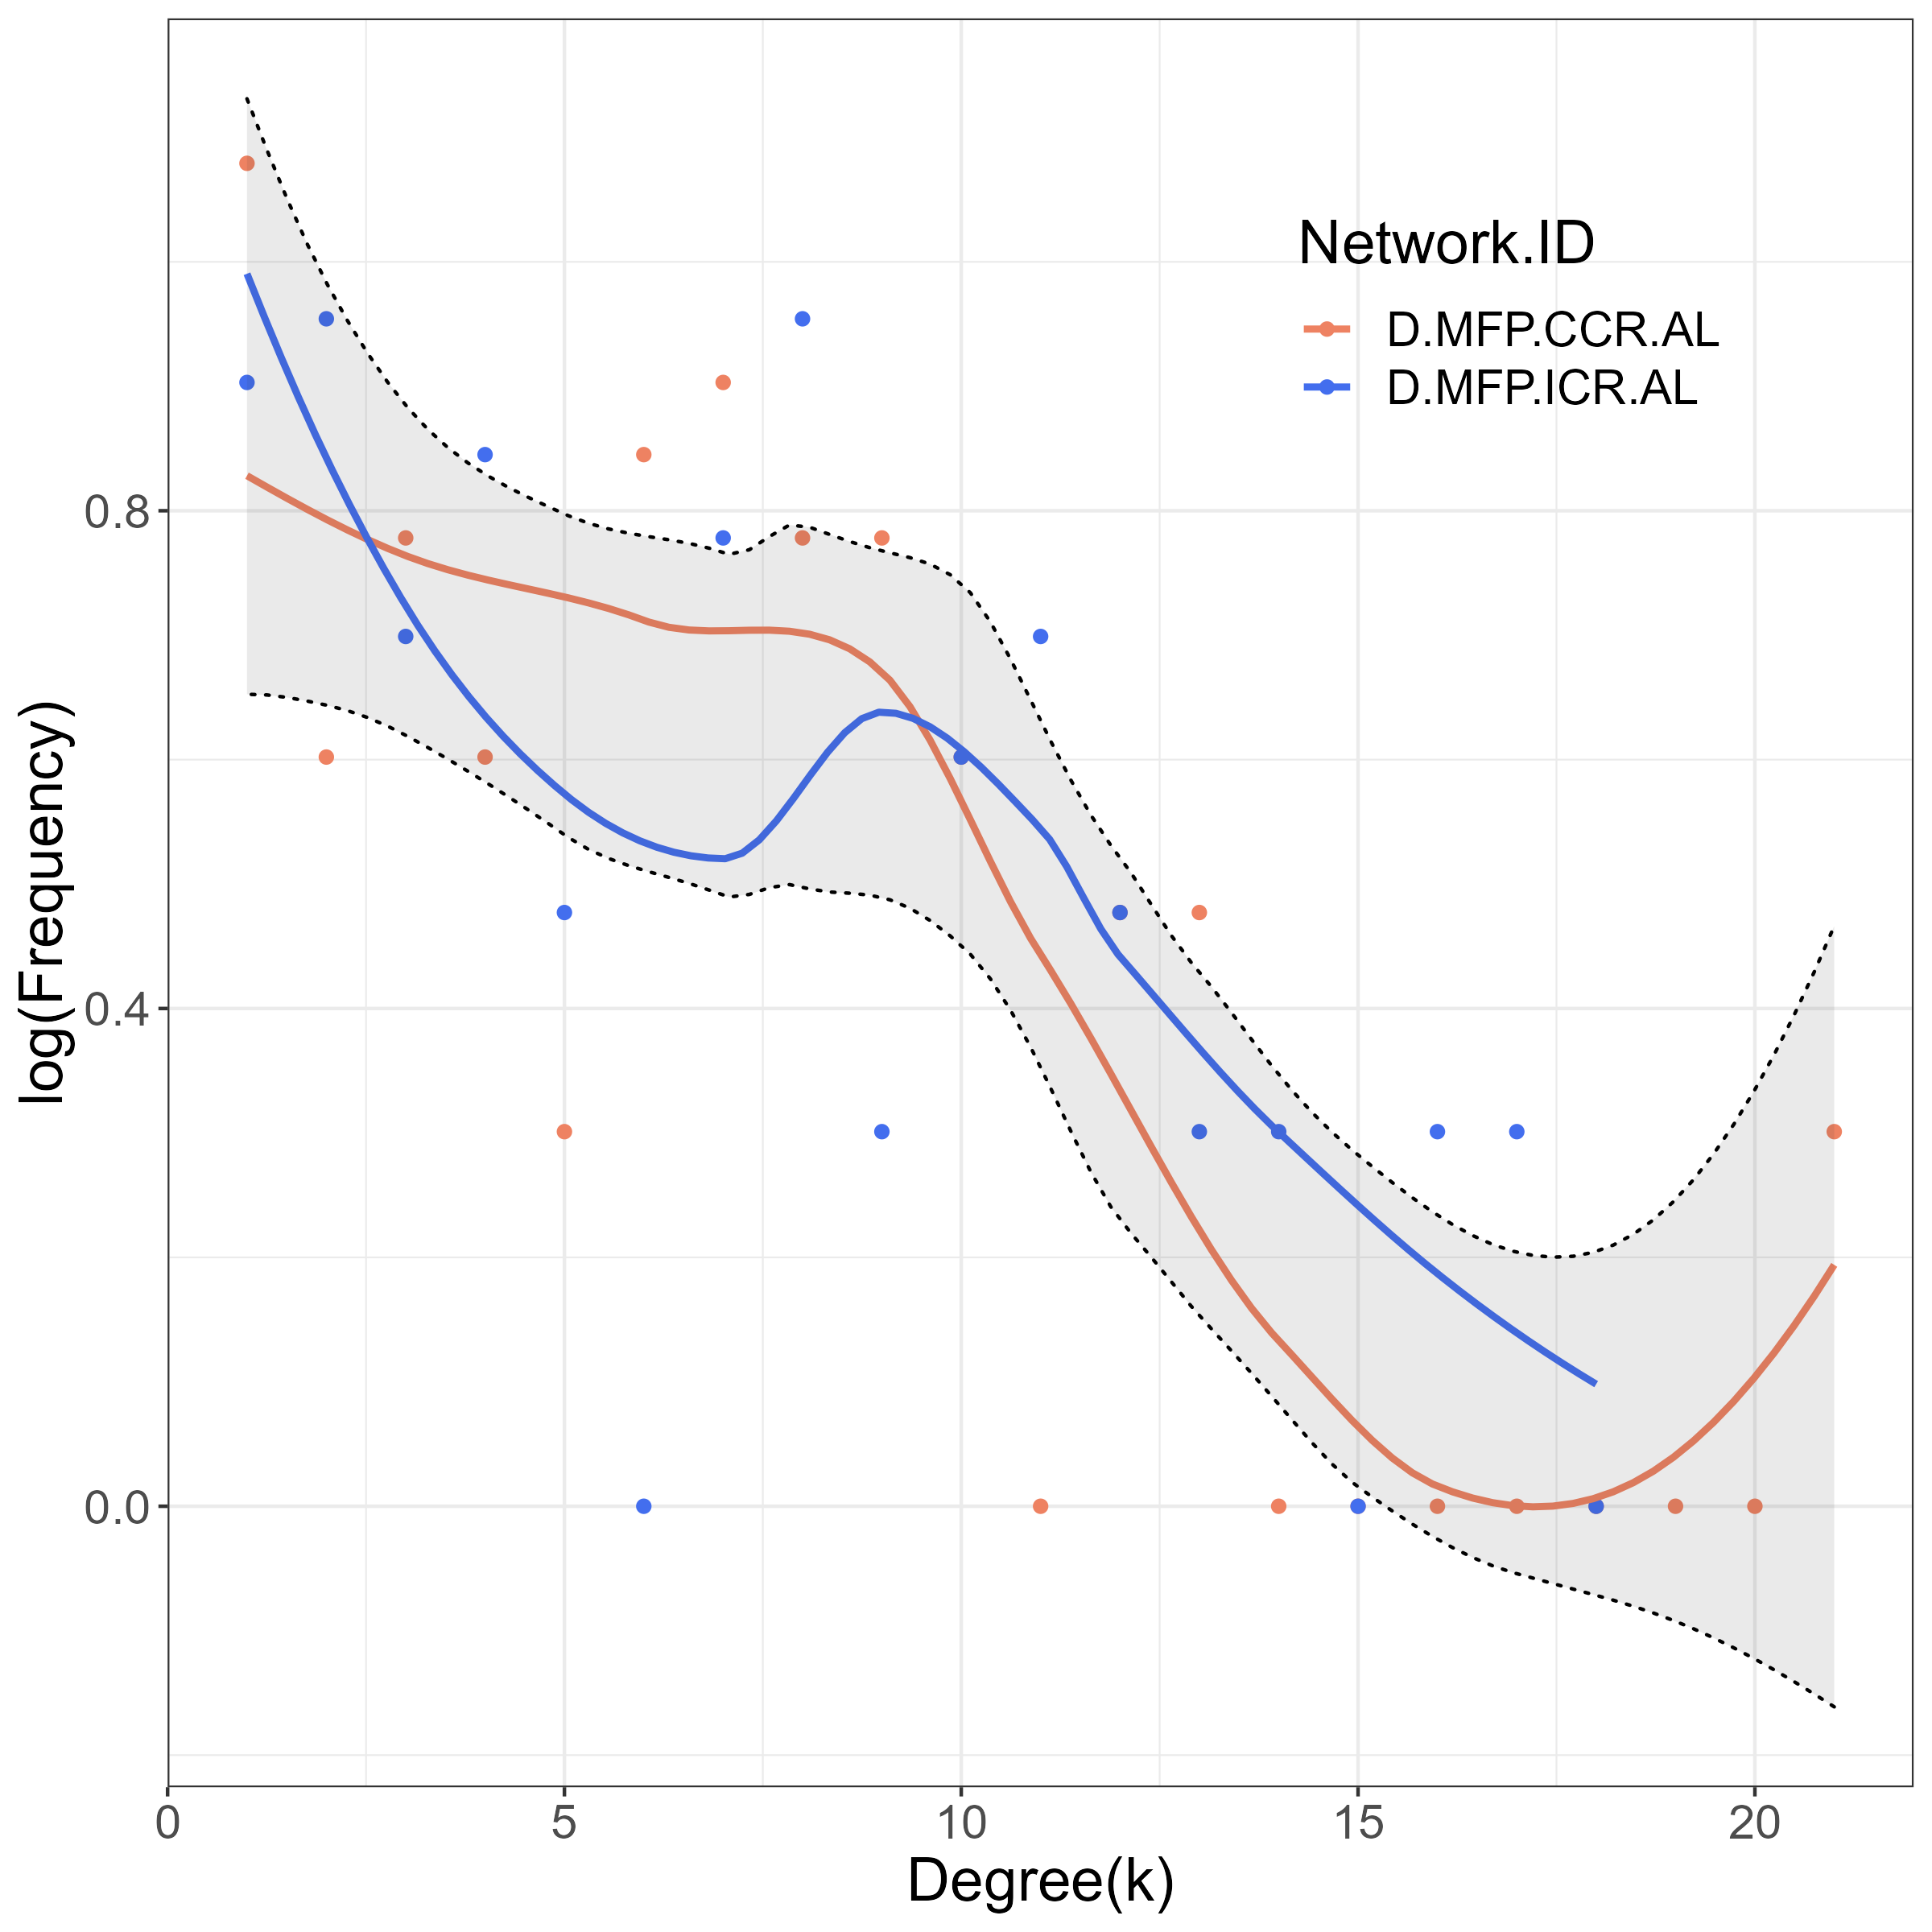 Network.ID
D.MFP.CCR.AL
D.MFP.ICR.AL
log(Frequency)
0.8
0.4
0.0
0 5 10 15 20
Degree(k)